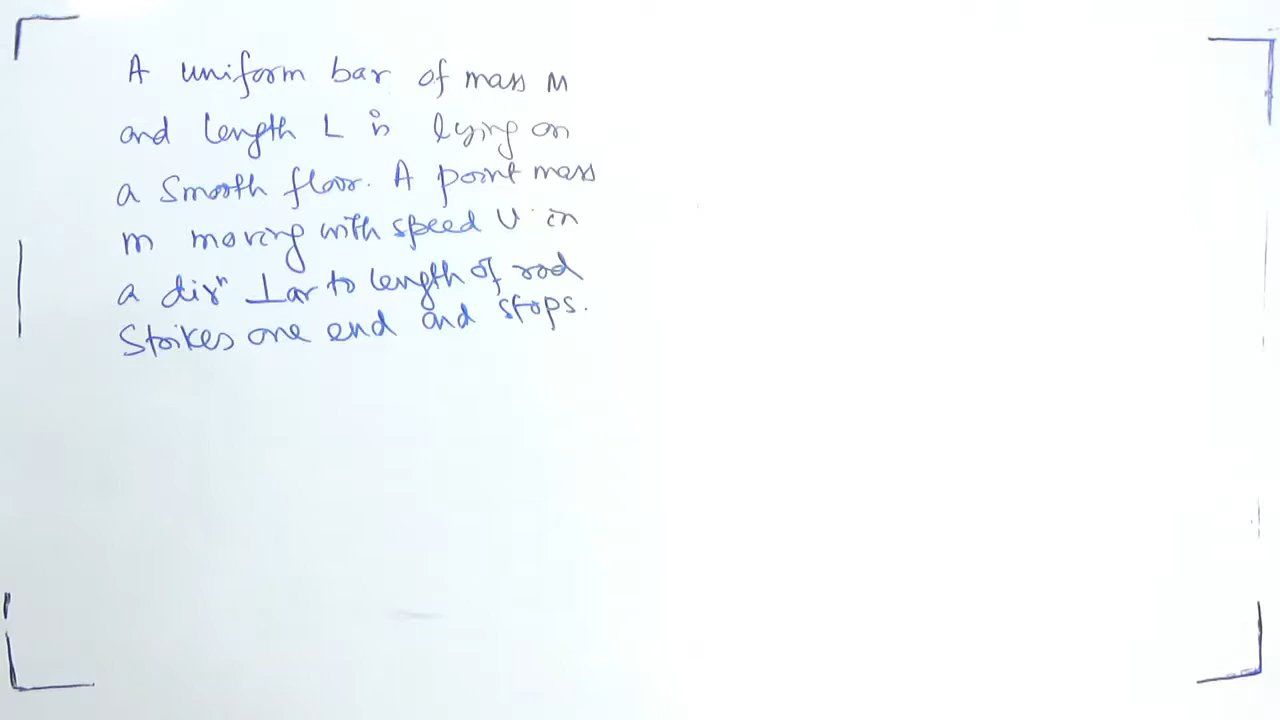 A uniform bar of mass M
and length L is lying on
a smooth floor. A point mass
m moving with speed v in
a dirⁿ ⊥ar to length of rod
strikes one end and stops.